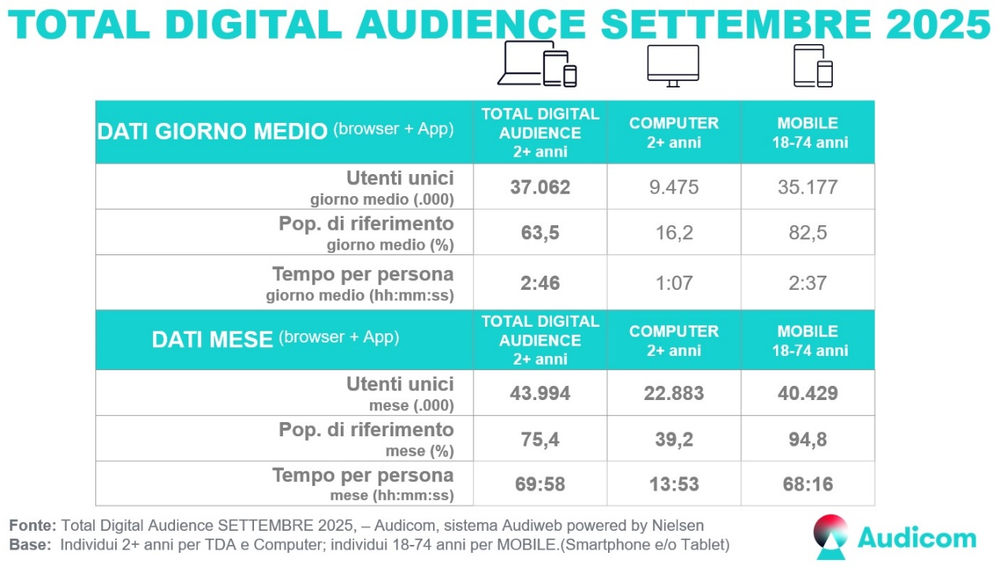 TOTAL DIGITAL AUDIENCE SETTEMBRE 2025
DATI GIORNO MEDIO (browser + App)
TOTAL DIGITAL
AUDIENCE
2+ anni
COMPUTER
2+ anni
MOBILE
18-74 anni
Utenti unici
giorno medio (.000)
37.062
9.475
35.177
Pop. di riferimento
giorno medio (%)
63,5
16,2
82,5
Tempo per persona
giorno medio (hh:mm:ss)
2:46
1:07
2:37
DATI MESE (browser + App)
TOTAL DIGITAL
AUDIENCE
2+ anni
COMPUTER
2+ anni
MOBILE
18-74 anni
Utenti unici
mese (.000)
43.994
22.883
40.429
Pop. di riferimento
mese (%)
75,4
39,2
94,8
Tempo per persona
mese (hh:mm:ss)
69:58
13:53
68:16
Fonte: Total Digital Audience SETTEMBRE 2025, – Audicom, sistema Audiweb powered by Nielsen
Base: Individui 2+ anni per TDA e Computer; individui 18-74 anni per MOBILE.(Smartphone e/o Tablet)
Audicom